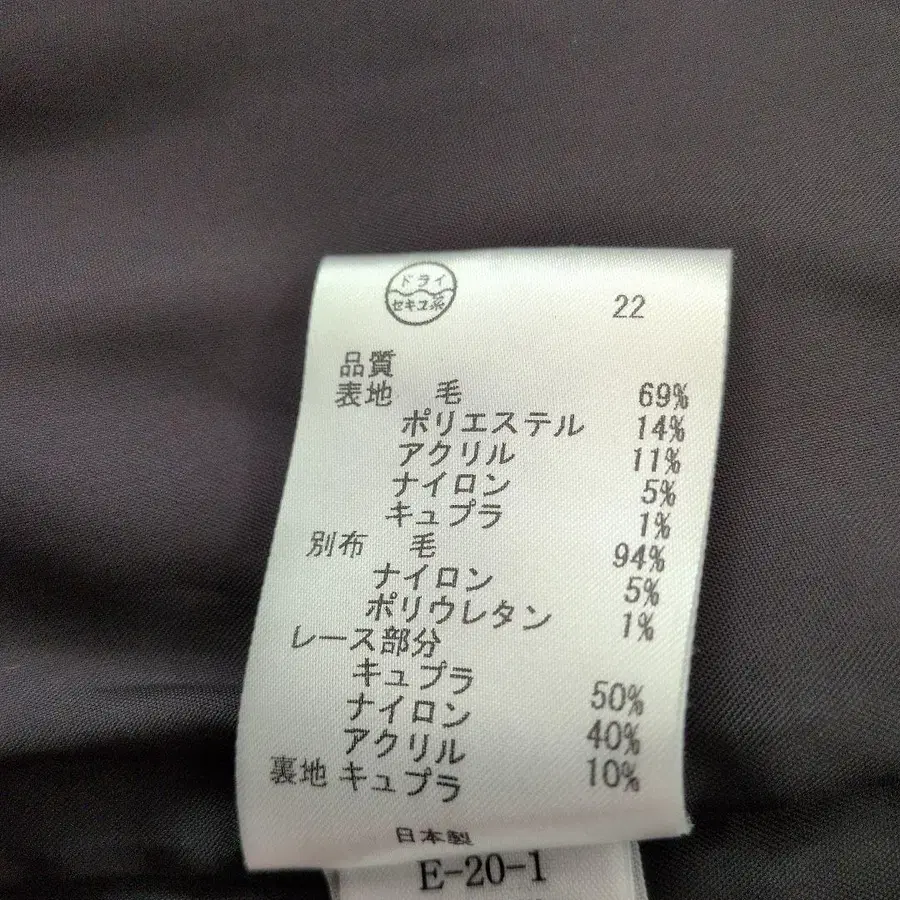 ドライ
セキユ系
22
品質
表地 毛 69%
ポリエステル 14%
アクリル 11%
ナイロン 5%
キュプラ 1%
別布 毛 94%
ナイロン 5%
ポリウレタン 1%
レース部分
キュプラ 50%
ナイロン 40%
アクリル 10%
裏地 キュプラ
日本製
E-20-1